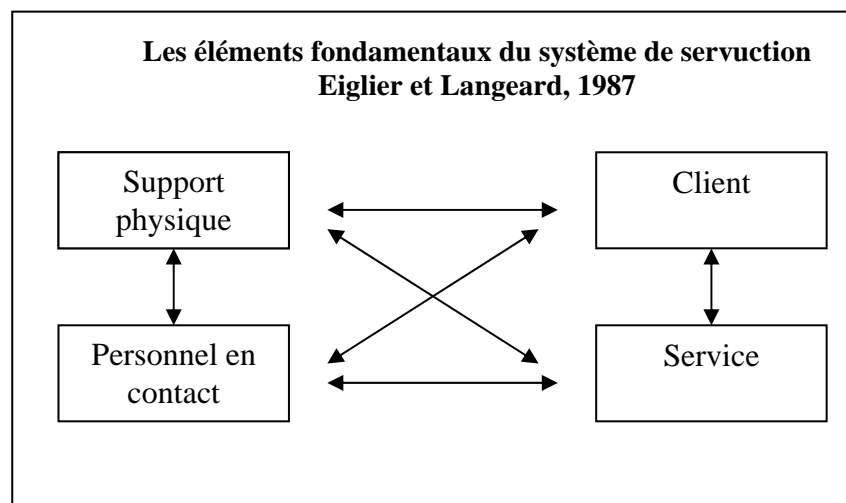 Les éléments fondamentaux du système de servuction
Eiglier et Langeard, 1987
Support
physique
Client
Personnel en
contact
Service